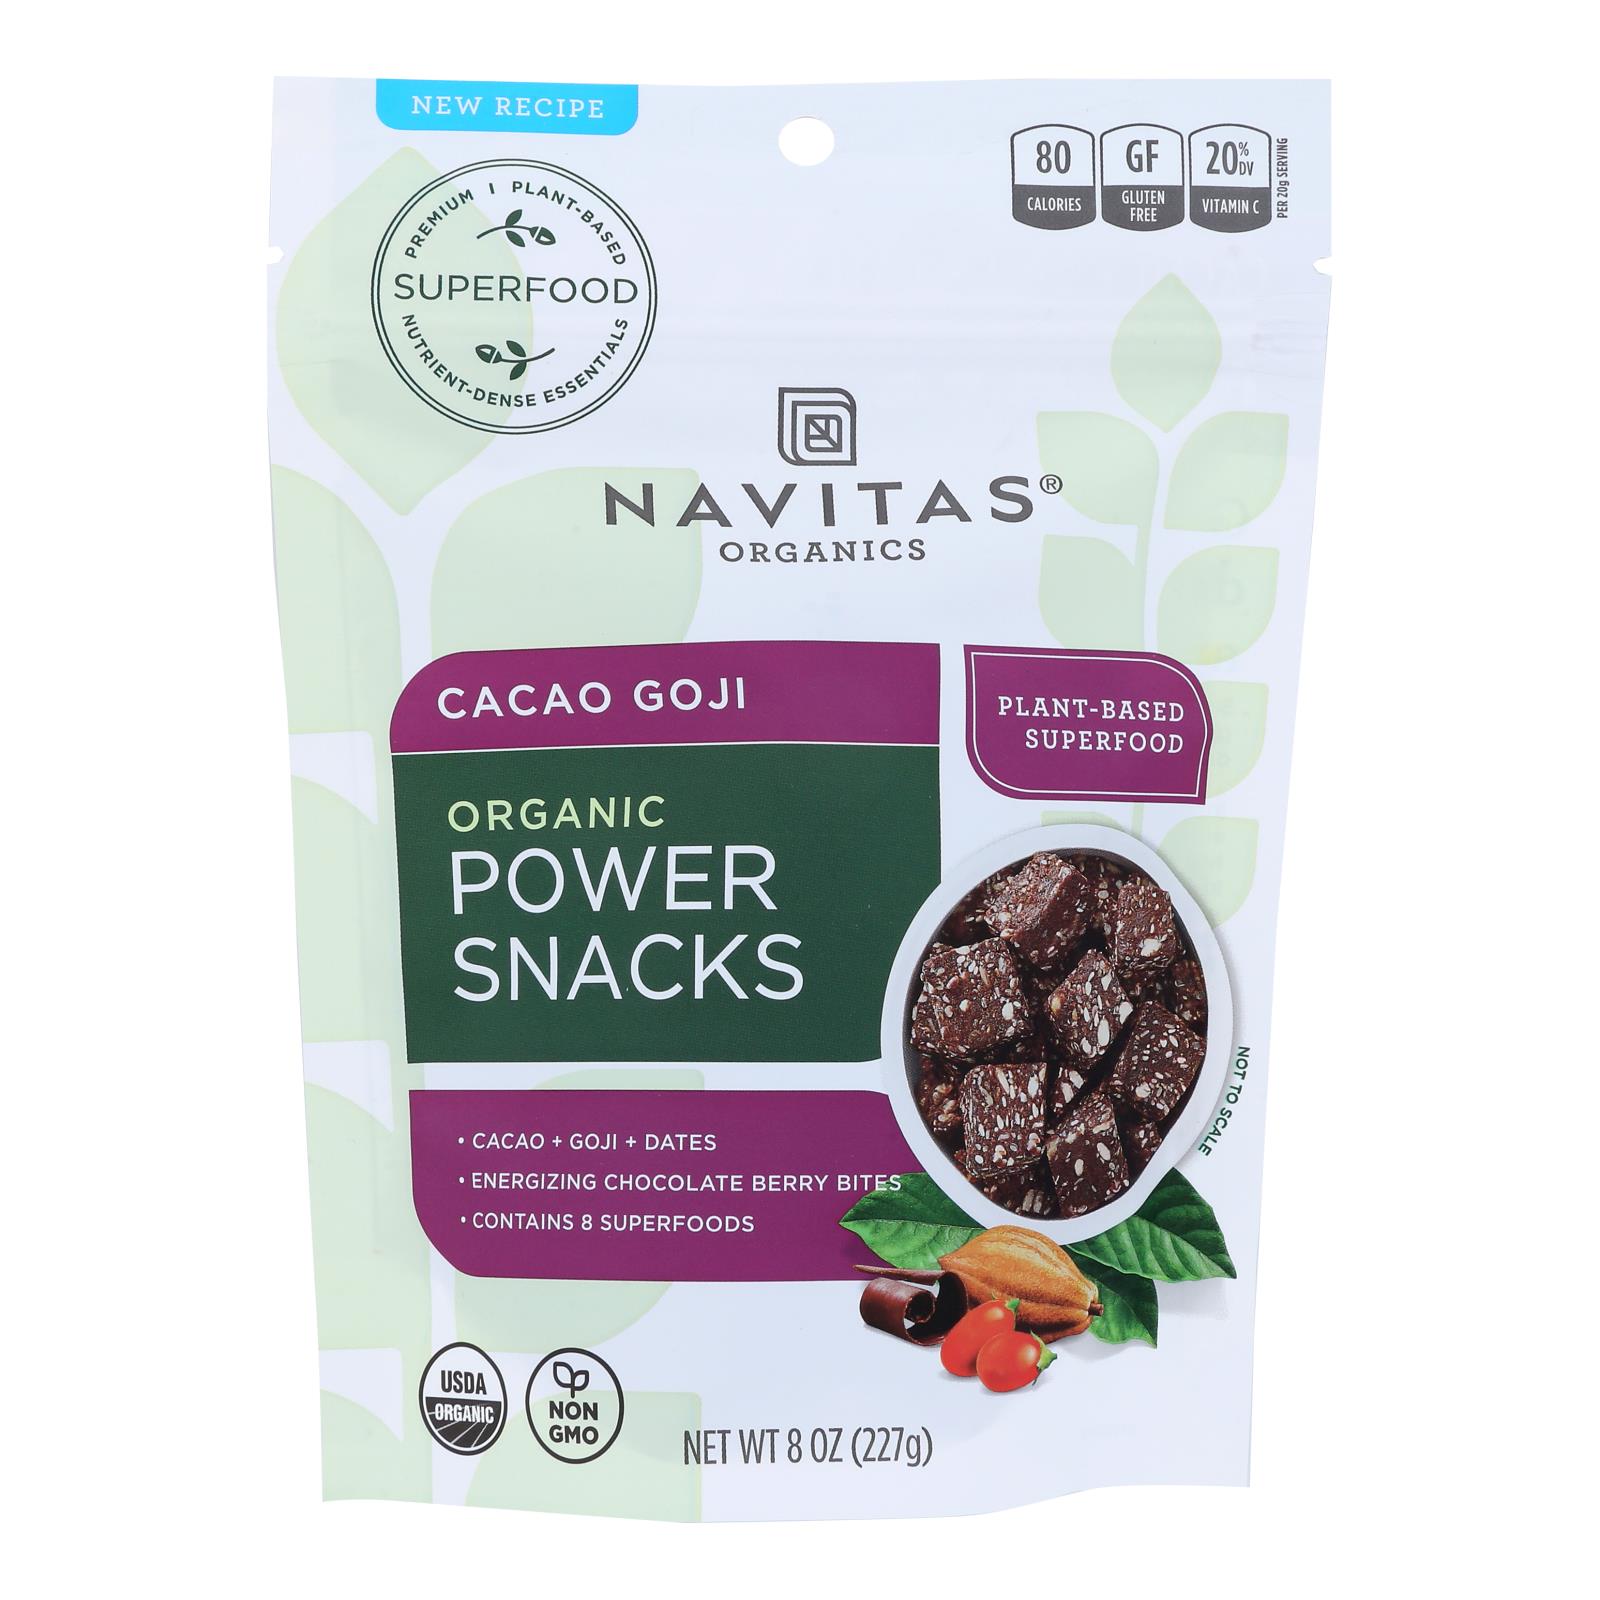 NEW RECIPE
PREMIUM | PLANT-BASED
SUPERFOOD
NUTRIENT-DENSE ESSENTIALS
80
CALORIES
GF
GLUTEN
FREE
20% DV
VITAMIN C
PER 20g SERVING
NAVITAS®
ORGANICS
CACAO GOJI
PLANT-BASED
SUPERFOOD
ORGANIC
POWER
SNACKS
NOT TO SCALE
• CACAO + GOJI + DATES
• ENERGIZING CHOCOLATE BERRY BITES
• CONTAINS 8 SUPERFOODS
USDA
ORGANIC
NON
GMO
NET WT 8 OZ (227g)